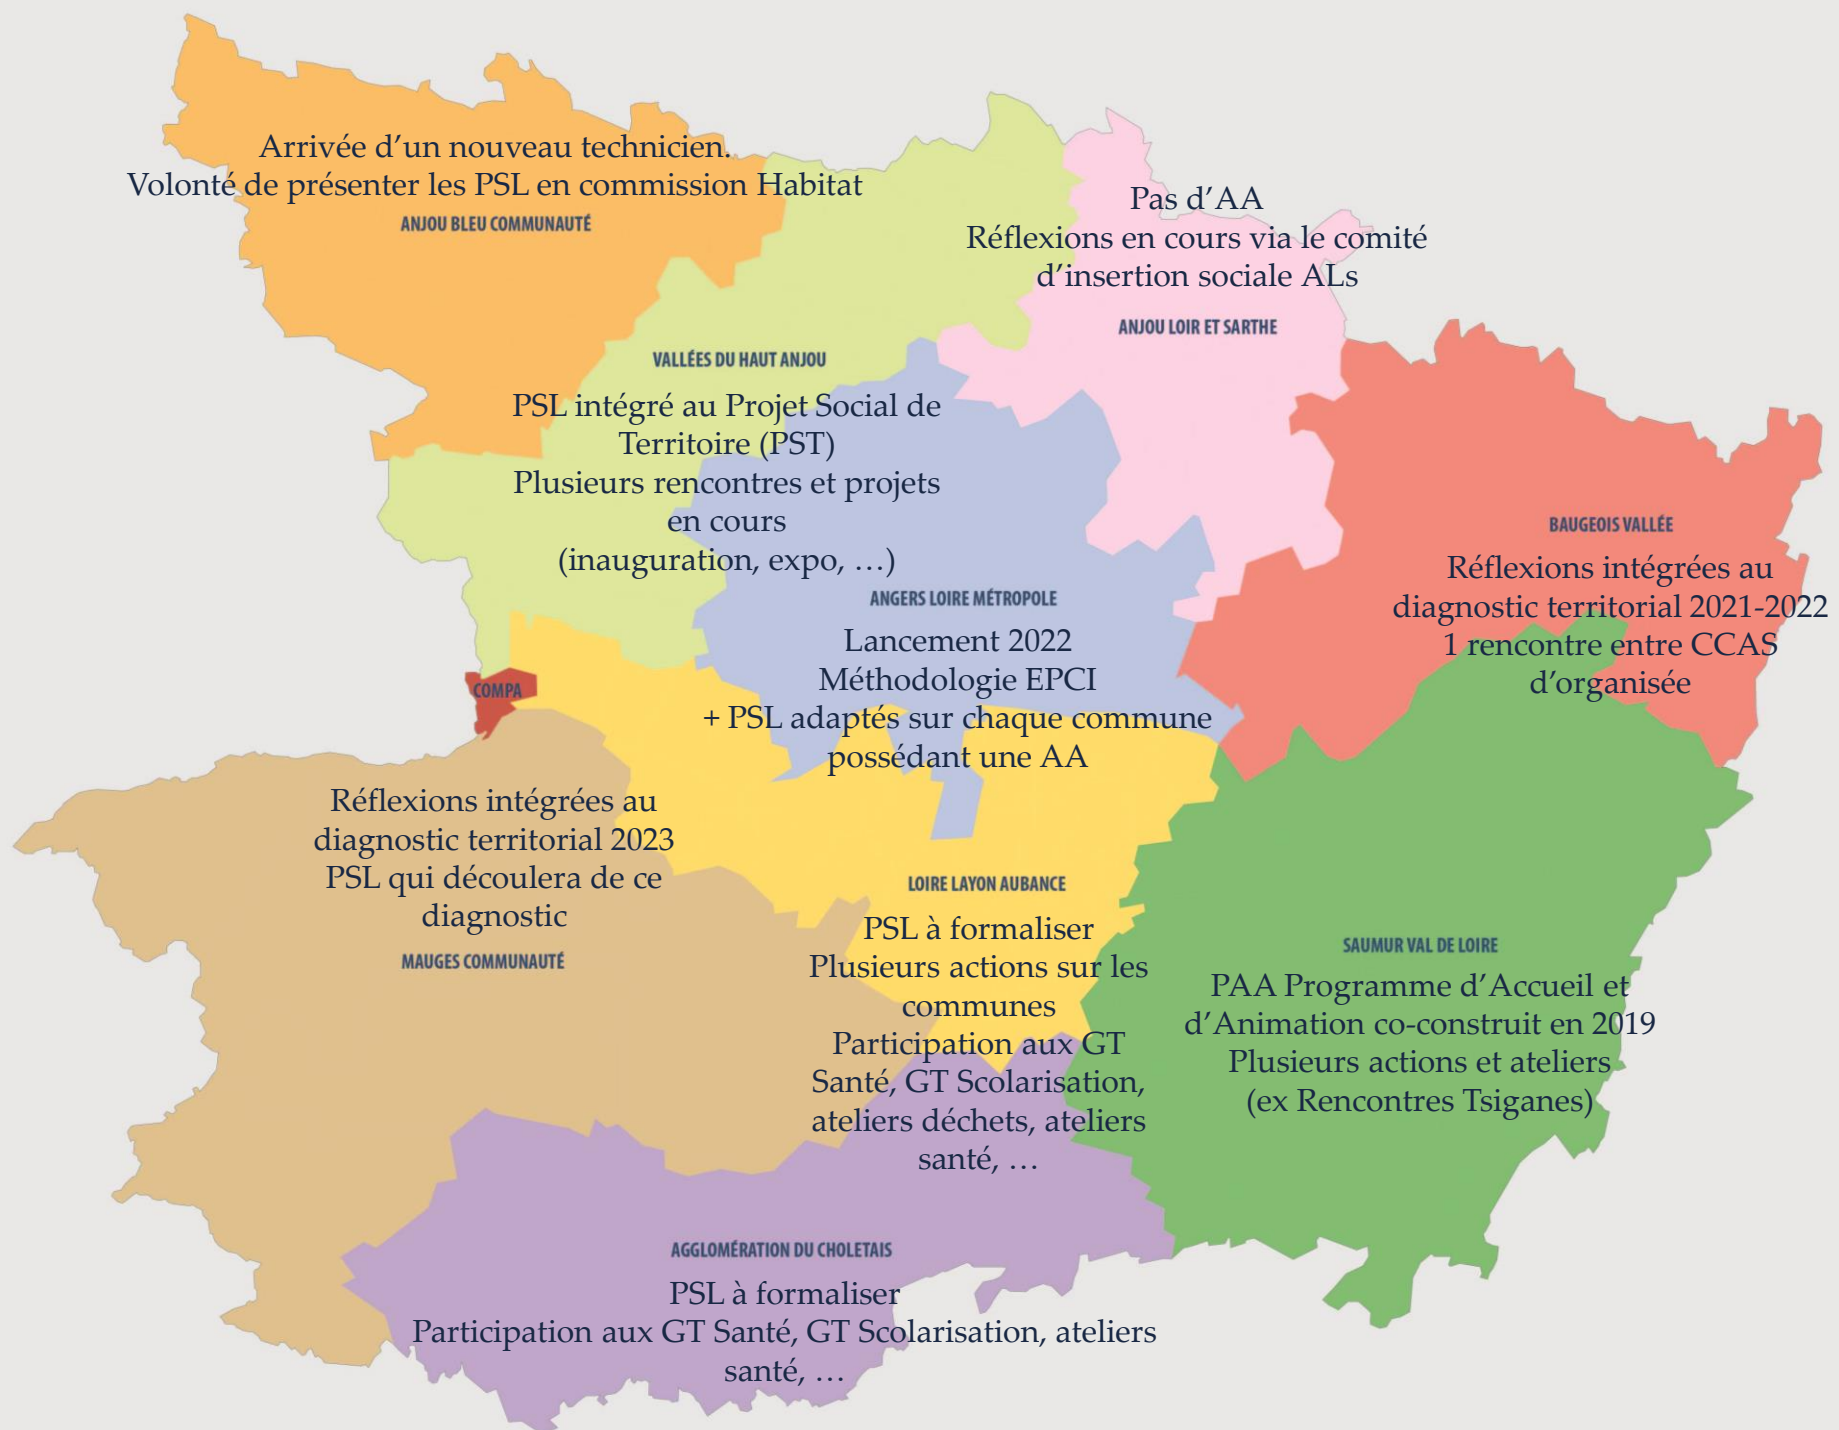 Arrivée d'un nouveau technicien.
Volonté de présenter les PSL en commission Habitat
ANJOU BLEU COMMUNAUTÉ
Pas d'AA
Réflexions en cours via le comité
d'insertion sociale ALs
ANJOU LOIR ET SARTHE
VALLÉES DU HAUT ANJOU
PSL intégré au Projet Social de
Territoire (PST)
Plusieurs rencontres et projets
en cours
(inauguration, expo, …)
BAUGEOIS VALLÉE
Réflexions intégrées au
diagnostic territorial 2021-2022
1 rencontre entre CCAS
d'organisée
ANGERS LOIRE MÉTROPOLE
Lancement 2022
Méthodologie EPCI
+ PSL adaptés sur chaque commune
possédant une AA
COMPA
Réflexions intégrées au
diagnostic territorial 2023
PSL qui découlera de ce
diagnostic
MAUGES COMMUNAUTÉ
LOIRE LAYON AUBANCE
PSL à formaliser
Plusieurs actions sur les
communes
Participation aux GT
Santé, GT Scolarisation,
ateliers déchets, ateliers
santé, …
SAUMUR VAL DE LOIRE
PAA Programme d'Accueil et
d'Animation co-construit en 2019
Plusieurs actions et ateliers
(ex Rencontres Tsiganes)
AGGLOMÉRATION DU CHOLETAIS
PSL à formaliser
Participation aux GT Santé, GT Scolarisation, ateliers
santé, …